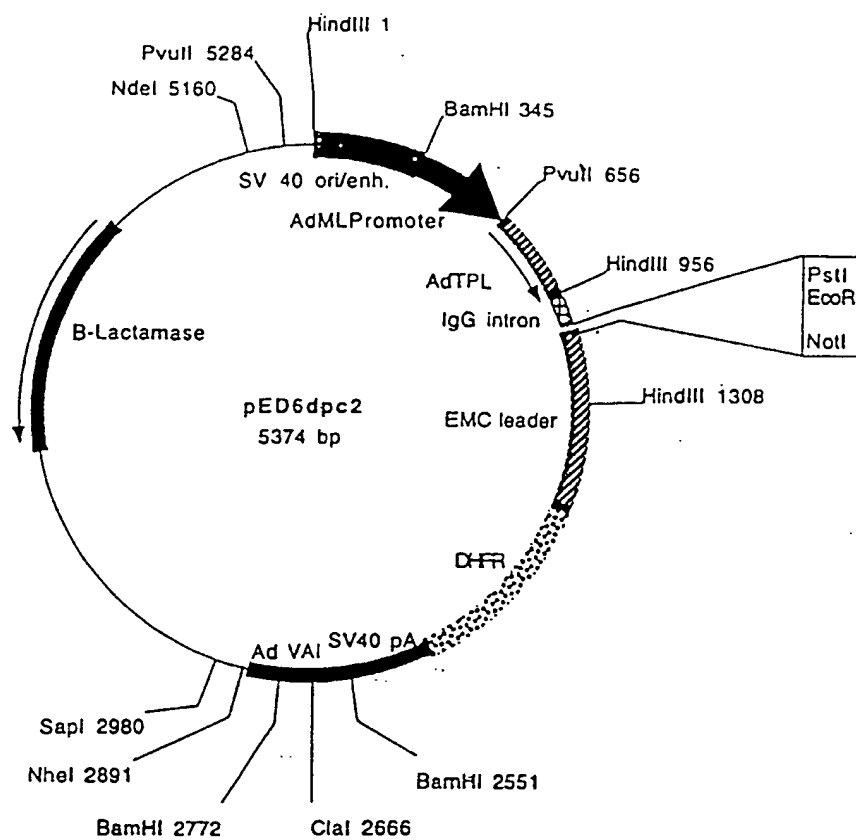 HindIII 1
PvuII 5284
NdeI 5160
BamHI 345
SV 40 ori/enh.
PvuII 656
AdMLPromoter
HindIII 956
AdTPL
PstI
EcoR
IgG intron
NotI
B-Lactamase
pED6dpc2
5374 bp
HindIII 1308
EMC leader
DHFR
Ad VAI
SV40 pA
SapI 2980
NheI 2891
BamHI 2551
BamHI 2772
ClaI 2666